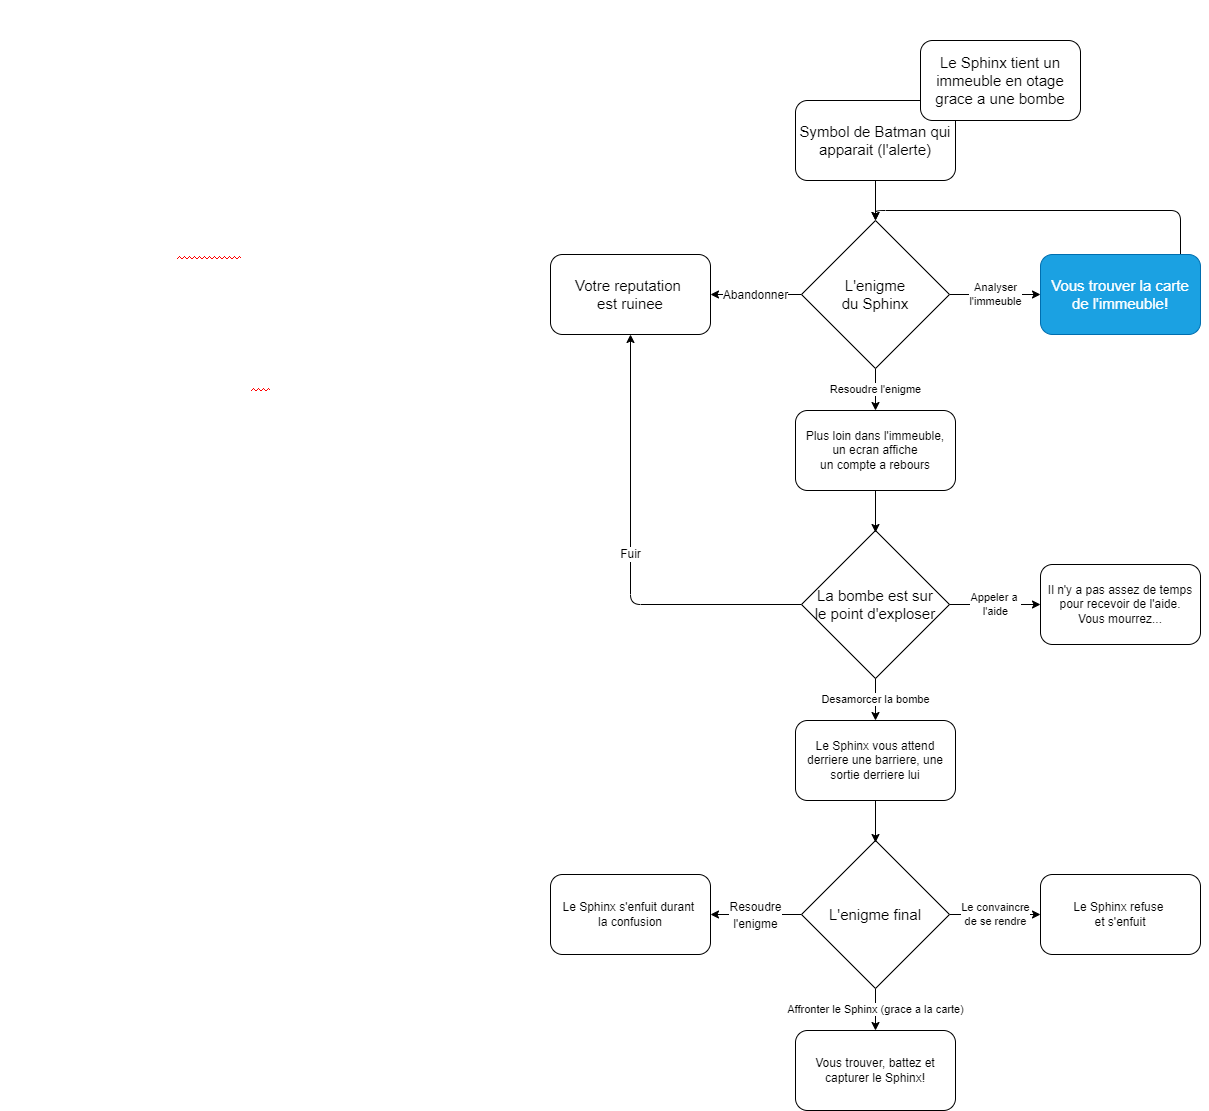 Le Sphinx tient un
immeuble en otage
grace a une bombe
Symbol de Batman qui
apparait (l'alerte)
Votre reputation
est ruinee
Abandonner
L'enigme
du Sphinx
Analyser
l'immeuble
Vous trouver la carte
de l'immeuble!
Resoudre l'enigme
Plus loin dans l'immeuble,
un ecran affiche
un compte a rebours
Fuir
La bombe est sur
le point d'exploser
Appeler a
l'aide
Il n'y a pas assez de temps
pour recevoir de l'aide.
Vous mourrez...
Desamorcer la bombe
Le Sphinx vous attend
derriere une barriere, une
sortie derriere lui
Le Sphinx s'enfuit durant
la confusion
Resoudre
l'enigme
L'enigme final
Le convaincre
de se rendre
Le Sphinx refuse
et s'enfuit
Affronter le Sphinx (grace a la carte)
Vous trouver, battez et
capturer le Sphinx!